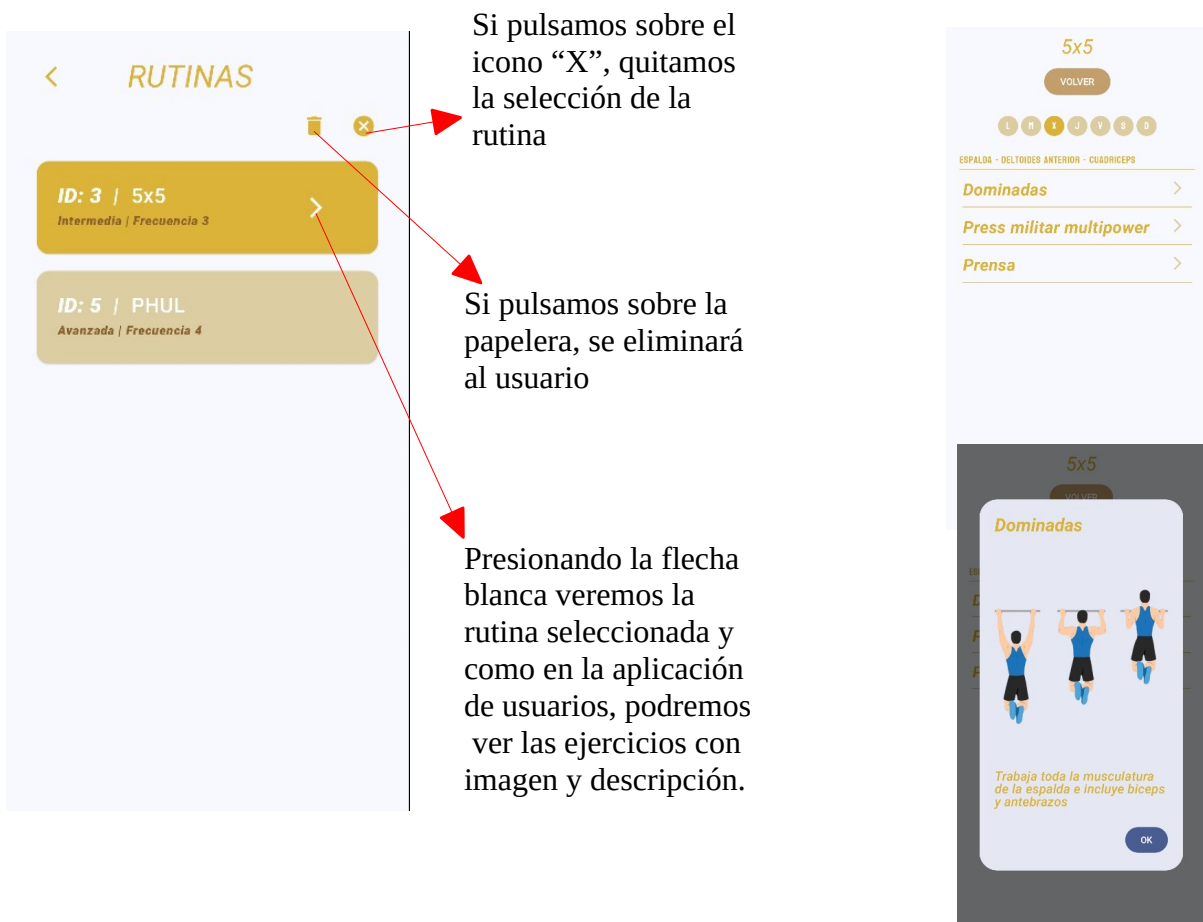 RUTINAS
ID: 3 | 5x5
Intermedia | Frecuencia 3
ID: 5 | PHUL
Avanzada | Frecuencia 4
Si pulsamos sobre el
icono “X”, quitamos
la selección de la
rutina
Si pulsamos sobre la
papelera, se eliminará
al usuario
Presionando la flecha
blanca veremos la
rutina seleccionada y
como en la aplicación
de usuarios, podremos
ver las ejercicios con
imagen y descripción.
5x5
VOLVER
L M X J V S D
ESPALDA - DELTOIDES ANTERIOR - CUADRICEPS
Dominadas
Press militar multipower
Prensa
5x5
VOLVER
Dominadas
ES
D
P
P
Trabaja toda la musculatura
de la espalda e incluye biceps
y antebrazos
OK